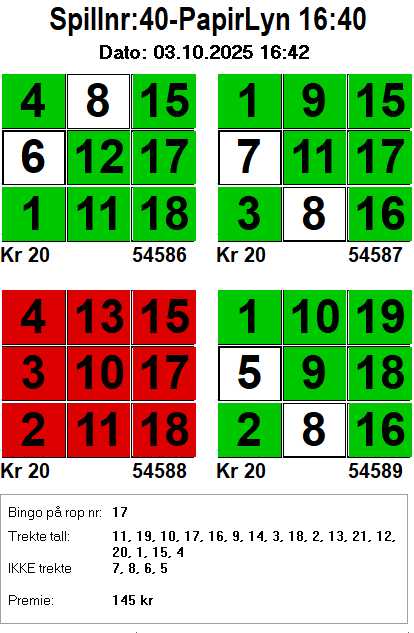 Spillnr:40-PapirLyn 16:40
Dato: 03.10.2025 16:42
4 8 15 1 9 15
6 12 17 7 11 17
1 11 18 3 8 16
Kr 20 54586 Kr 20 54587
4 13 15 1 10 19
3 10 17 5 9 18
2 11 18 2 8 16
Kr 20 54588 Kr 20 54589
Bingo på rop nr: 17
Trekte tall: 11, 19, 10, 17, 16, 9, 14, 3, 18, 2, 13, 21, 12,
20, 1, 15, 4
IKKE trekte 7, 8, 6, 5
Premie: 145 kr